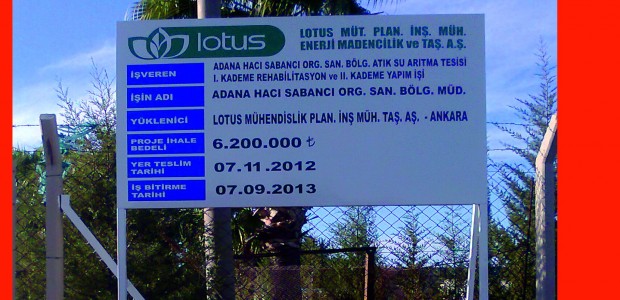 lotus
LOTUS MÜT. PLAN. İNŞ. MÜH.
ENERJİ MADENCİLİK ve TAŞ. A.Ş.
İŞVEREN
ADANA HACI SABANCI ORG. SAN. BÖLG. ATIK SU ARITMA TESİSİ
I. KADEME REHABİLİTASYON ve II. KADEME YAPIM İŞİ
İŞİN ADI
ADANA HACI SABANCI ORG. SAN. BÖLG. MÜD.
YÜKLENİCİ
LOTUS MÜHENDİSLİK PLAN. İNŞ MÜH. TAŞ. AŞ. - ANKARA
PROJE İHALE
BEDELİ
6.200.000 ₺
YER TESLİM
TARİHİ
07.11.2012
İŞ BİTİRME
TARİHİ
07.09.2013